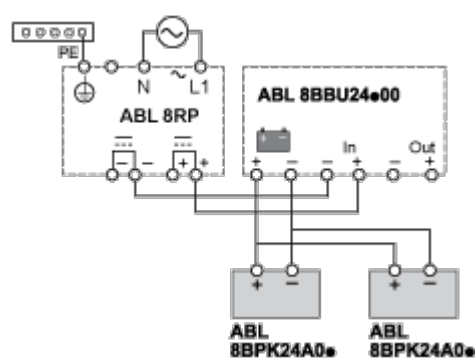 PE
N ~ L1
ABL 8RP
ABL 8BBU24●00
In Out
− − + +
+ − − + − +
+ − + −
ABL ABL
8BPK24A0● 8BPK24A0●